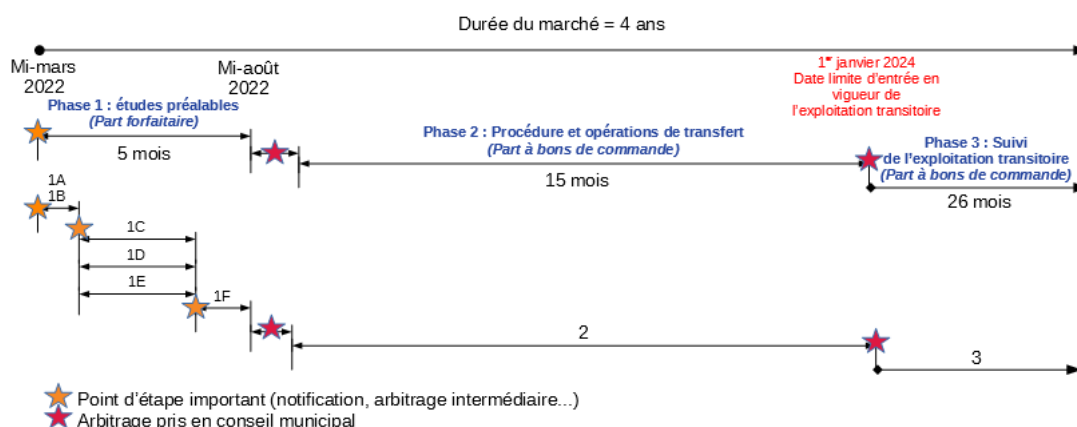 Durée du marché = 4 ans
Mi-mars
2022
Mi-août
2022
1er janvier 2024
Date limite d'entrée en
vigueur de
l'exploitation transitoire
Phase 1 : études préalables
(Part forfaitaire)
5 mois
Phase 2 : Procédure et opérations de transfert
(Part à bons de commande)
15 mois
Phase 3 : Suivi
de l'exploitation transitoire
(Part à bons de commande)
26 mois
1A
1B
1C
1D
1E
1F
2
3
Point d'étape important (notification, arbitrage intermédiaire...)
Arbitrage pris en conseil municipal